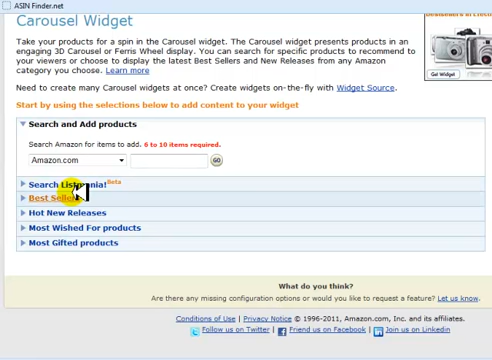 ASIN Finder.net
Carousel Widget
Take your products for a spin in the Carousel widget. The Carousel widget presents products in an
engaging 3D Carousel or Ferris Wheel display. You can search for specific products to recommend to
your viewers or choose to display the latest Best Sellers and New Releases from any Amazon
category you choose. Learn more
Get Widget
Need to create many Carousel widgets at once? Create widgets on-the-fly with Widget Source.
Start by using the selections below to add content to your widget
Search and Add products
Search Amazon for items to add. 6 to 10 items required.
Amazon.com GO
Search Listmania! Beta
Best Sellers
Hot New Releases
Most Wished For products
Most Gifted products
What do you think?
Are there any missing configuration options or would you like to request a feature? Let us know.
Conditions of Use | Privacy Notice © 1996-2011, Amazon.com, Inc. and its affiliates.
Follow us on Twitter | Friend us on Facebook | Join us on Linkedin